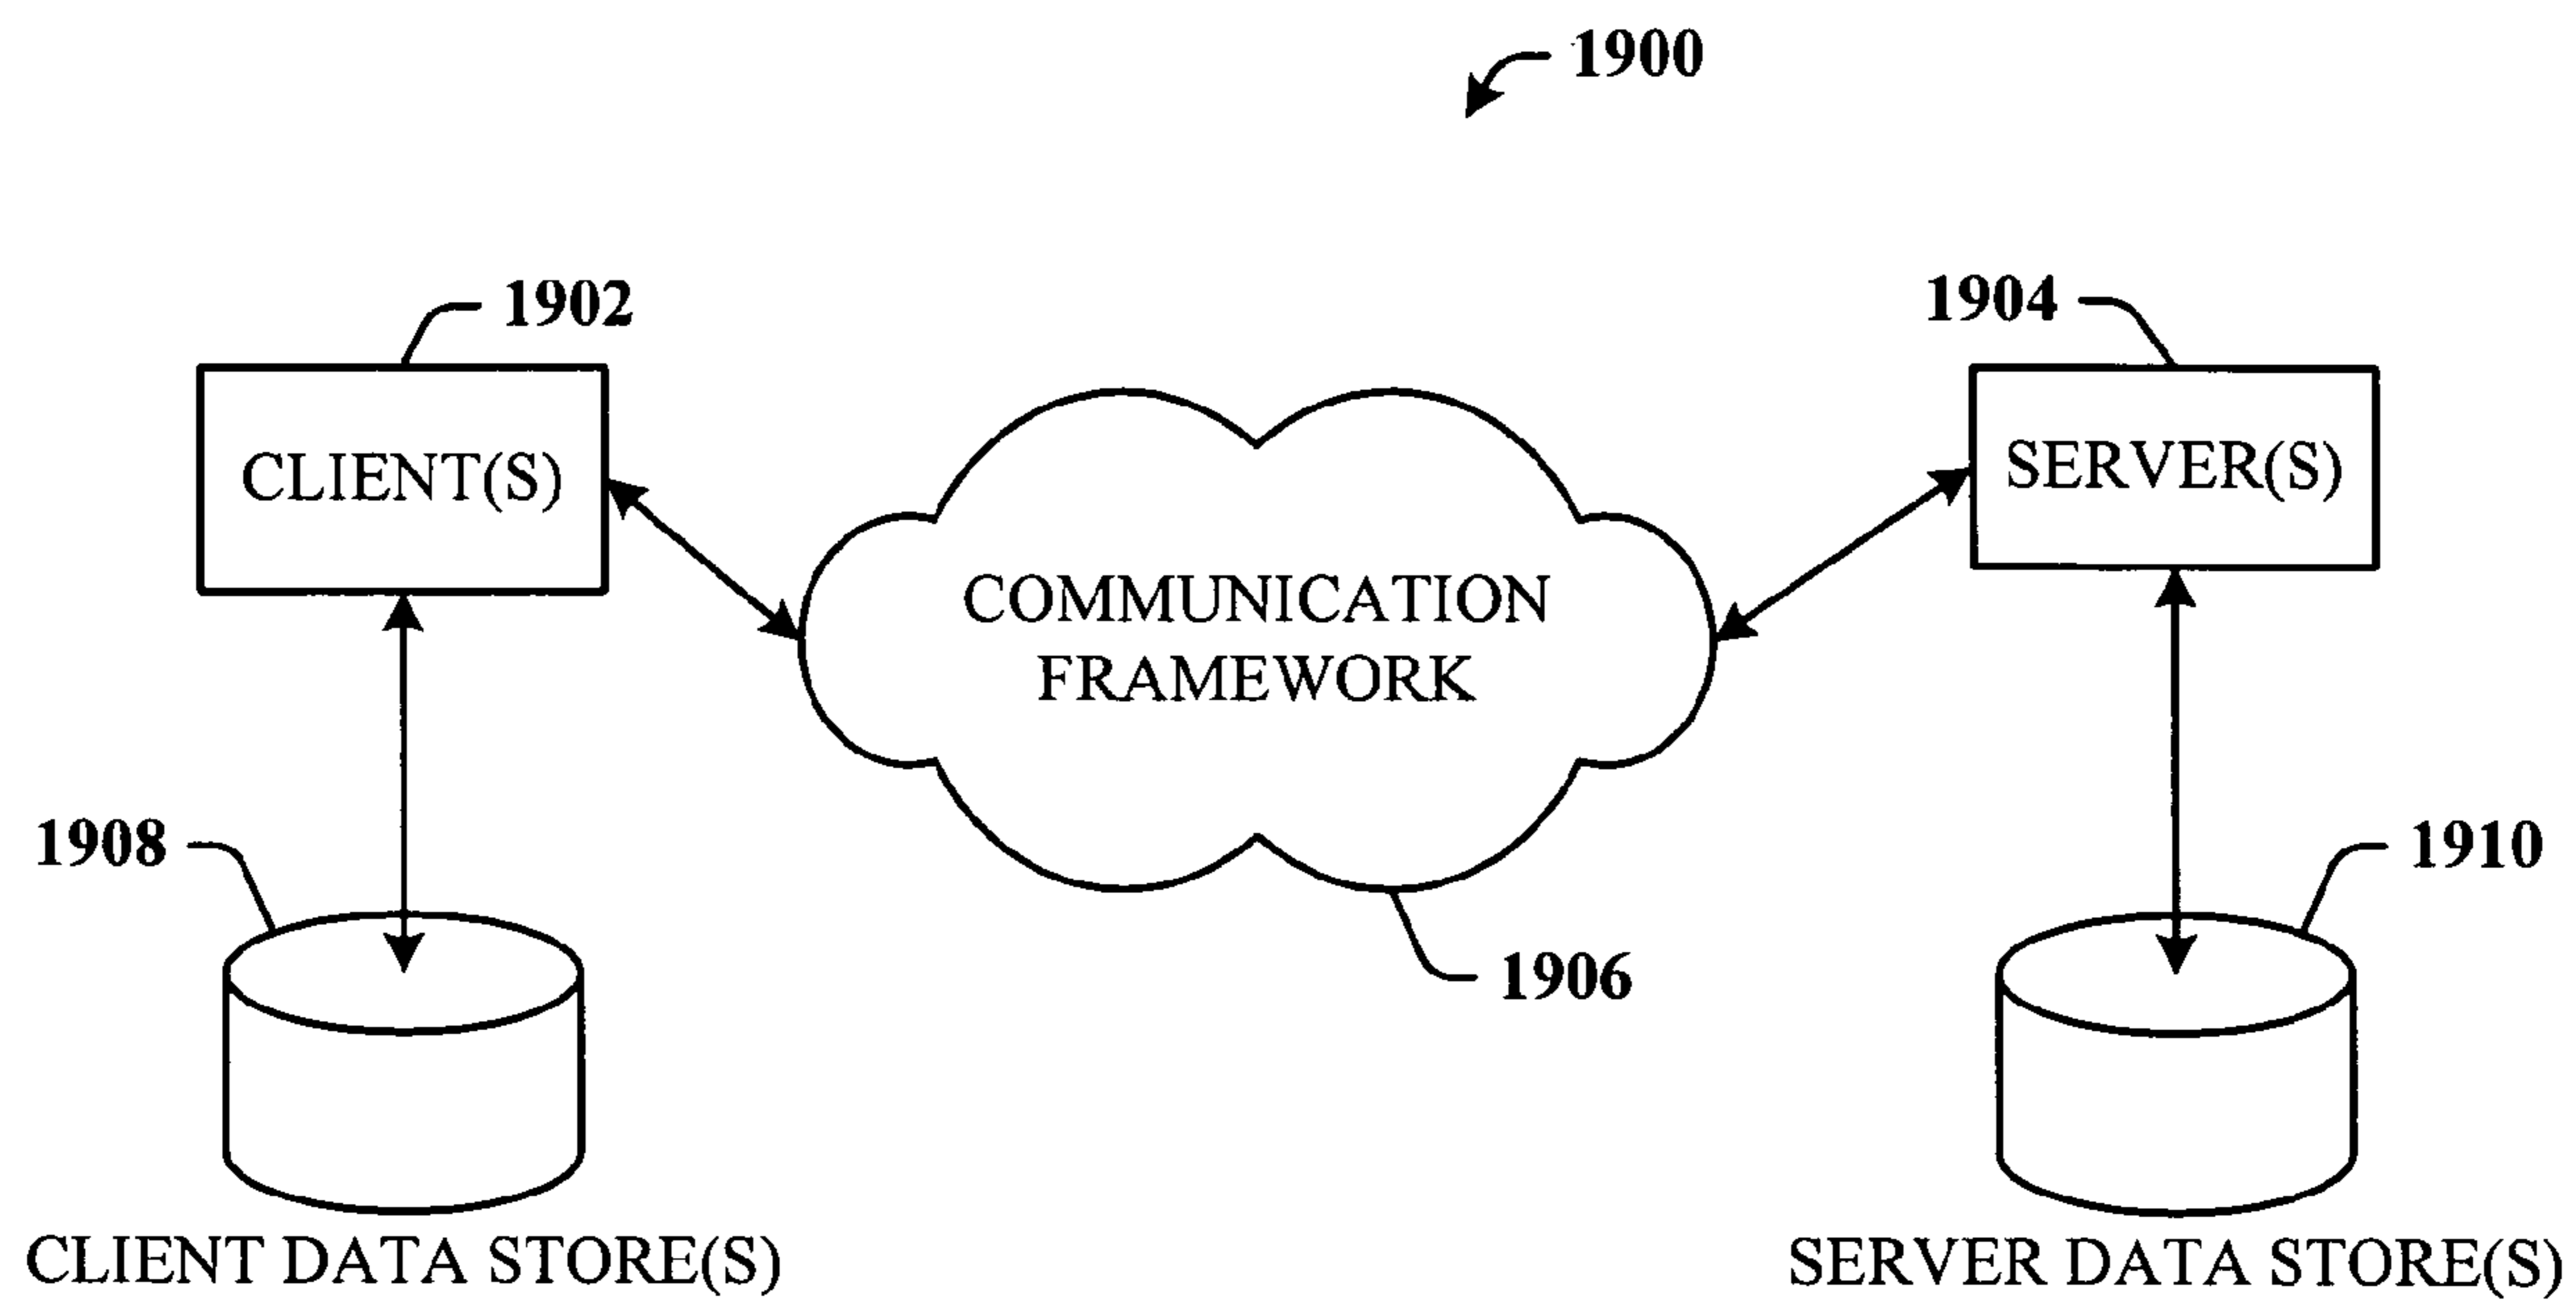 1900
1902
1904
CLIENT(S)
SERVER(S)
COMMUNICATION
FRAMEWORK
1908
1910
1906
CLIENT DATA STORE(S)
SERVER DATA STORE(S)